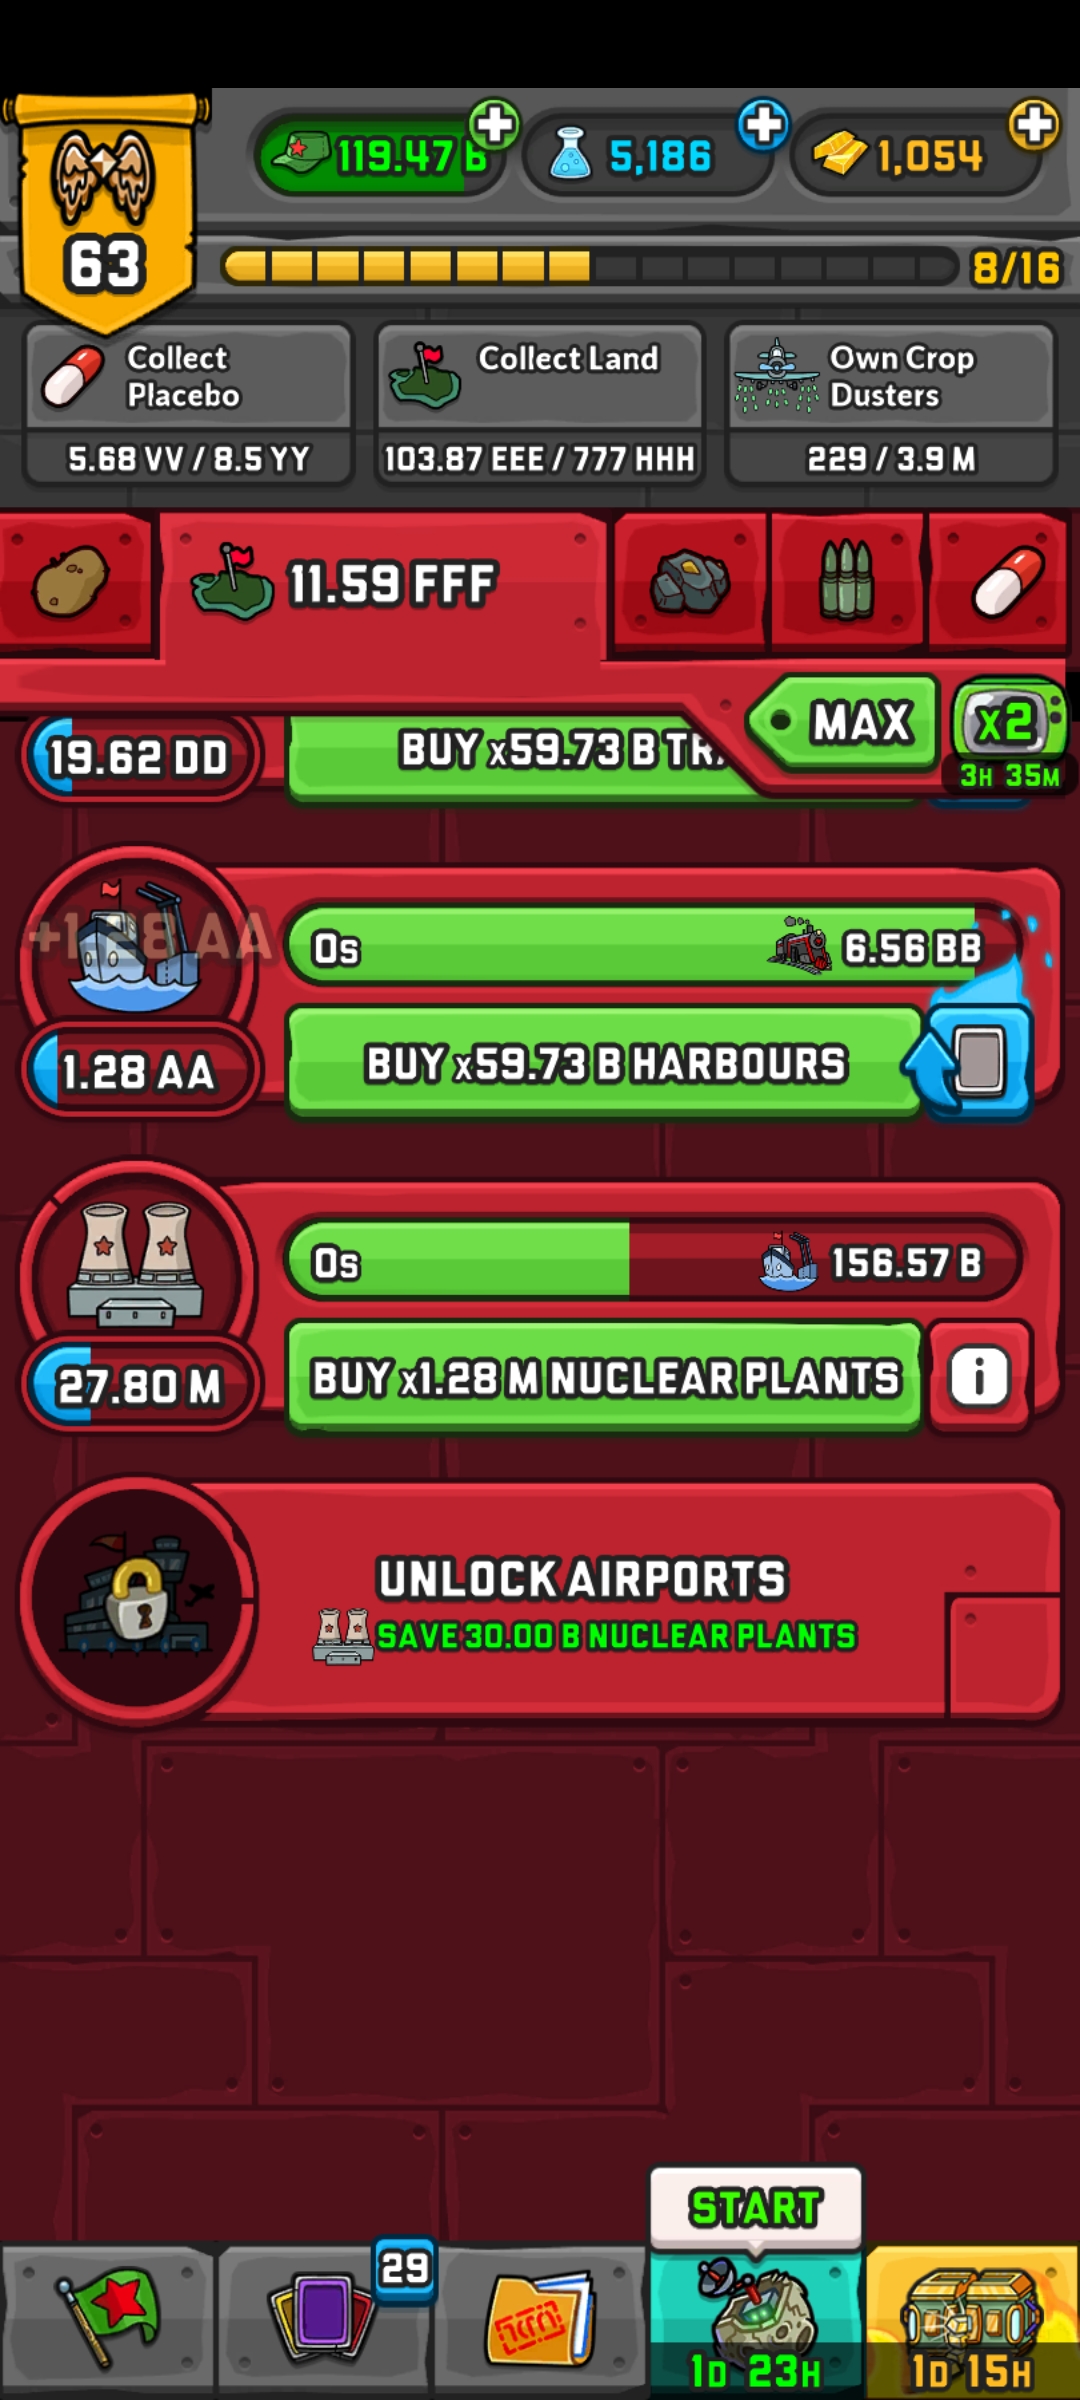 119.47 B
5,186
1,054
63
8/16
Collect
Placebo
5.68 VV / 8.5 YY
Collect Land
103.87 EEE / 777 HHH
Own Crop
Dusters
229 / 3.9 M
11.59 FFF
MAX
x2
3H 35M
19.62 DD
BUY x59.73 B
+1.28 AA
0s
6.56 BB
1.28 AA
BUY x59.73 B HARBOURS
0s
156.57 B
27.80 M
BUY x1.28 M NUCLEAR PLANTS
i
UNLOCK AIRPORTS
SAVE 30.00 B NUCLEAR PLANTS
START
29
1D 23H
1D 15H